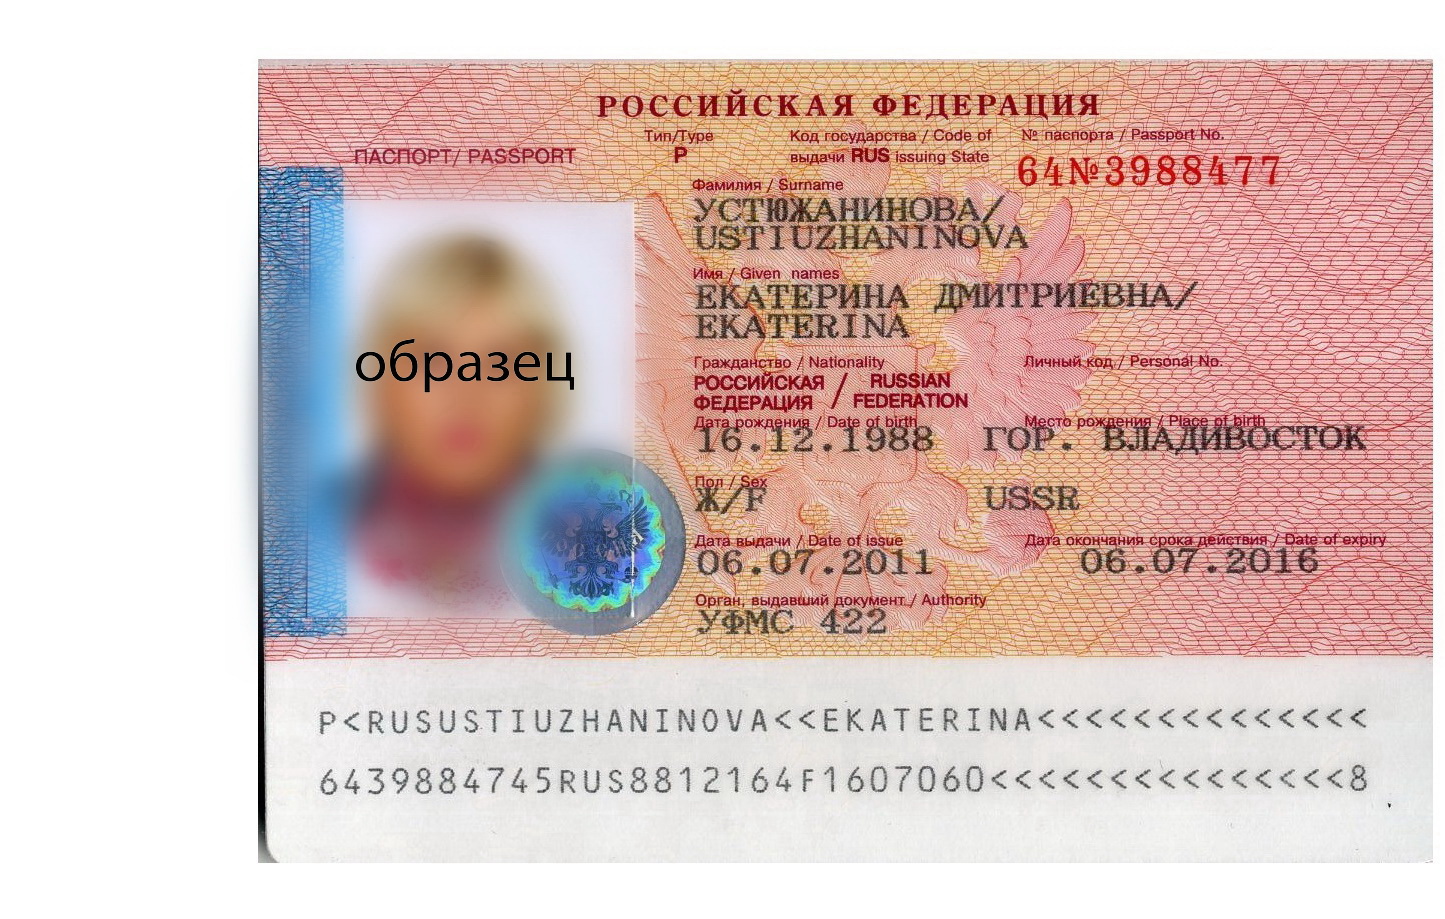 РОССИЙСКАЯ ФЕДЕРАЦИЯ
ПАСПОРТ/ PASSPORT
Тип/Type
P
Код государства / Code of
выдачи RUS issuing State
№ паспорта / Passport No.
64№3988477
Фамилия / Surname
УСТЮЖАНИНОВА/
USTIUZHANINOVA
Имя / Given names
ЕКАТЕРИНА ДМИТРИЕВНА/
EKATERINA
Гражданство / Nationality
Личный код / Personal No.
РОССИЙСКАЯ / RUSSIAN
ФЕДЕРАЦИЯ / FEDERATION
Дата рождения / Date of birth
Место рождения / Place of birth
16.12.1988
ГОР. ВЛАДИВОСТОК
Пол / Sex
Ж/F
USSR
Дата выдачи / Date of issue
Дата окончания срока действия / Date of expiry
06.07.2011
06.07.2016
Орган, выдавший документ / Authority
УФМС 422
образец
P<RUSUSTIUZHANINOVA<<EKATERINA<<<<<<<<<<<<<<
6439884745RUS8812164F1607060<<<<<<<<<<<<<<<8